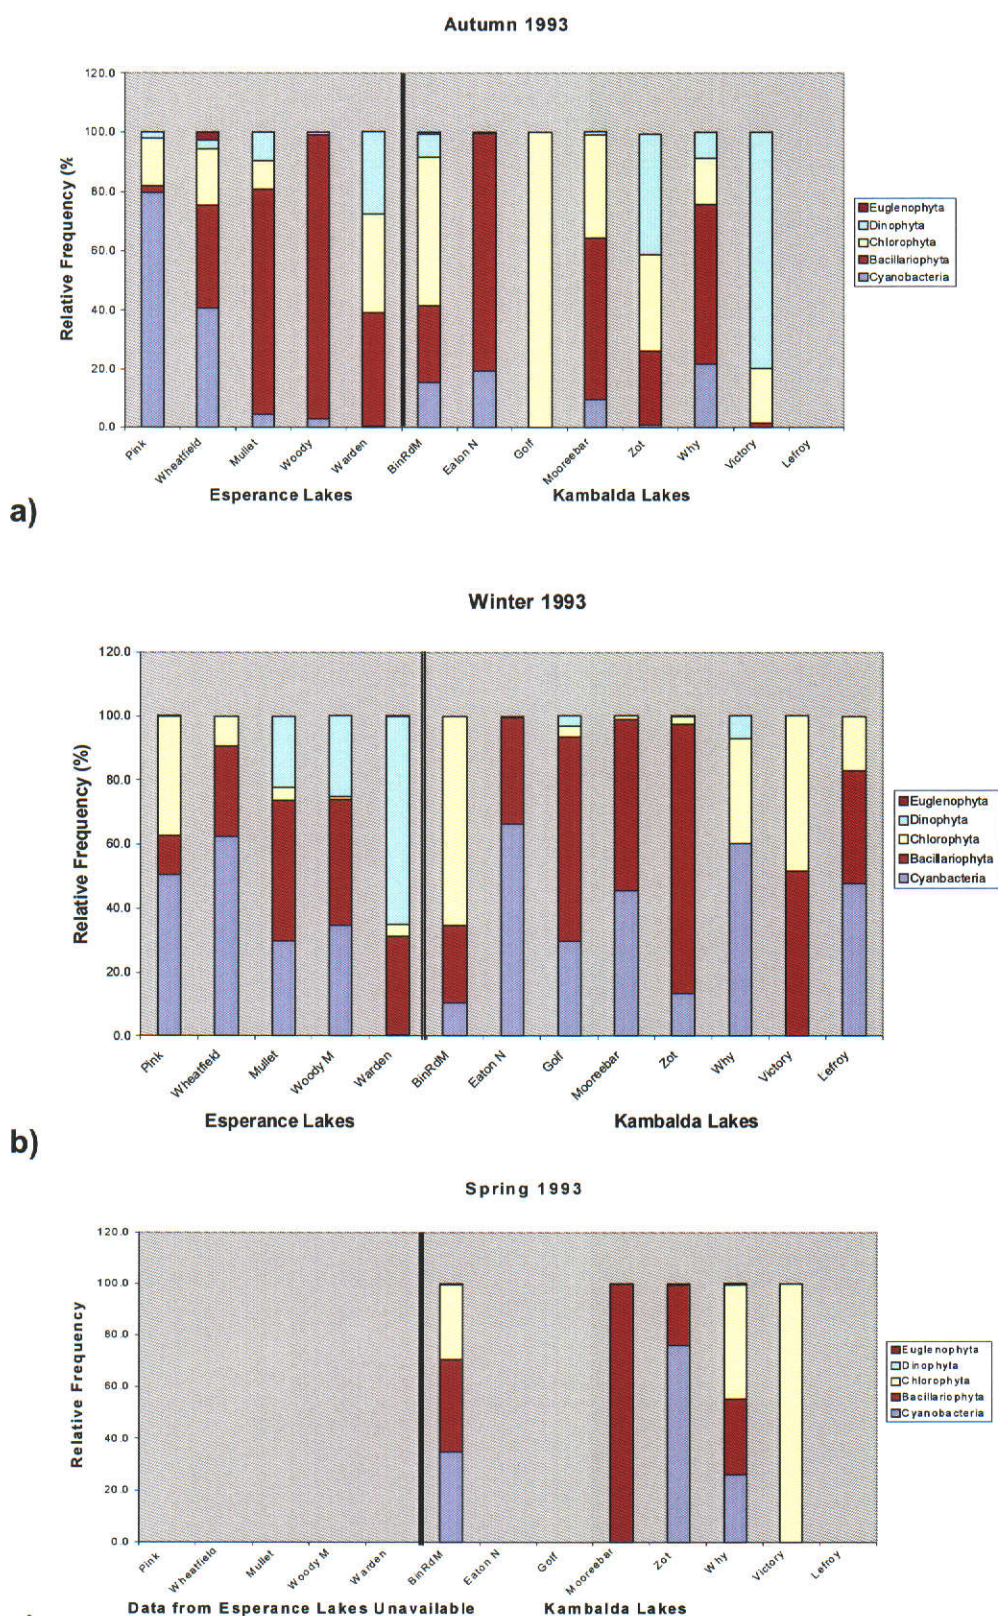 Autumn 1993
120.0
100.0
80.0
60.0
40.0
20.0
0.0
Relative Frequency (%
Pink
Wheatfield
Mullet
Woody
Warden
BinRdM
Eaton N
Golf
Mooreebar
Zot
Why
Victory
Lefroy
Esperance Lakes
Kambalda Lakes
Euglenophyta
Dinophyta
Chlorophyta
Bacillariophyta
Cyanobacteria
a)
Winter 1993
120.0
100.0
80.0
60.0
40.0
20.0
0.0
Relative Frequency (%)
Pink
Wheatfield
Mullet
Woody M
Warden
BinRdM
Eaton N
Golf
Mooreebar
Zot
Why
Victory
Lefroy
Esperance Lakes
Kambalda Lakes
Euglenophyta
Dinophyta
Chlorophyta
Bacillariophyta
Cyanbacteria
b)
Spring 1993
120.0
100.0
80.0
60.0
40.0
20.0
0.0
Relative Frequency
Pink
Wheatfield
Mullet
Woody M
Warden
BinRdM
Eaton N
Golf
Mooreebar
Zot
Why
Victory
Lefroy
Data from Esperance Lakes Unavailable
Kambalda Lakes
Euglenophyta
Dinophyta
Chlorophyta
Bacillariophyta
Cyanobacteria